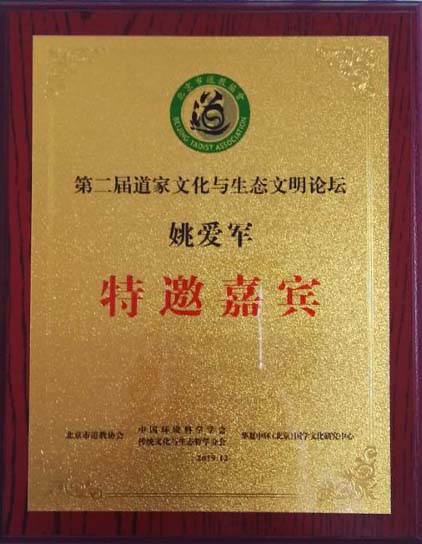 北京市道教协会
道
BEIJING TAOIST ASSOCIATION
第二届道家文化与生态文明论坛
姚爱军
特邀嘉宾
北京市道教协会
中国环境科学学会
传统文化与生态哲学分会
华夏中环(北京)国学文化研究中心
2019.12